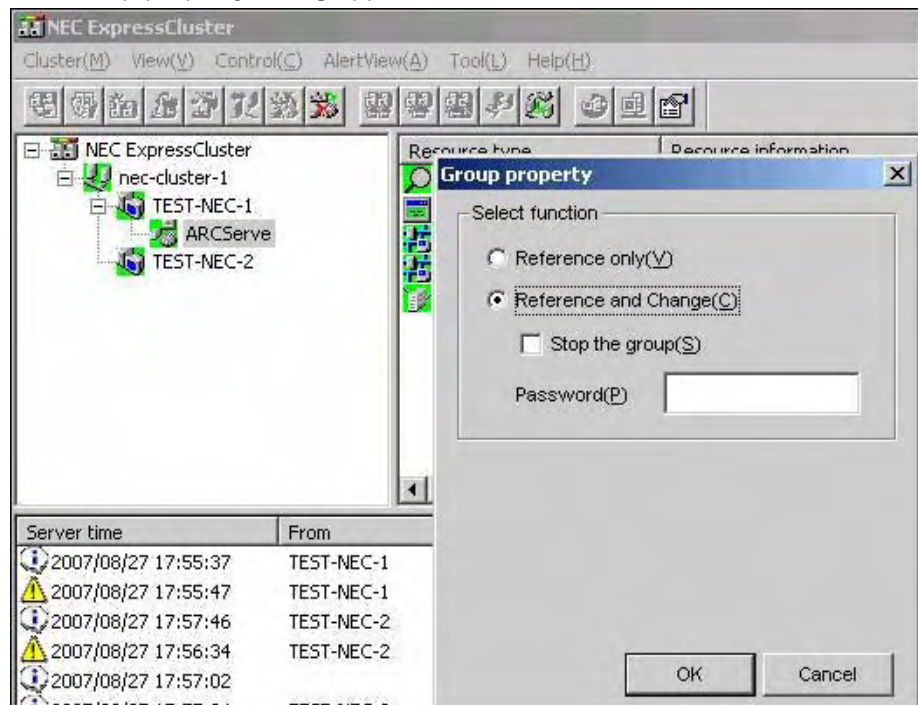 NEC ExpressCluster
Cluster(M) View(V) Control(C) AlertView(A) Tool(L) Help(H)
NEC ExpressCluster
nec-cluster-1
TEST-NEC-1
ARCServe
TEST-NEC-2
Resource type Resource information
Group property
Select function
Reference only(V)
Reference and Change(C)
Stop the group(S)
Password(P)
OK Cancel
Server time From
2007/08/27 17:55:37 TEST-NEC-1
2007/08/27 17:55:47 TEST-NEC-1
2007/08/27 17:57:46 TEST-NEC-2
2007/08/27 17:56:34 TEST-NEC-2
2007/08/27 17:57:02